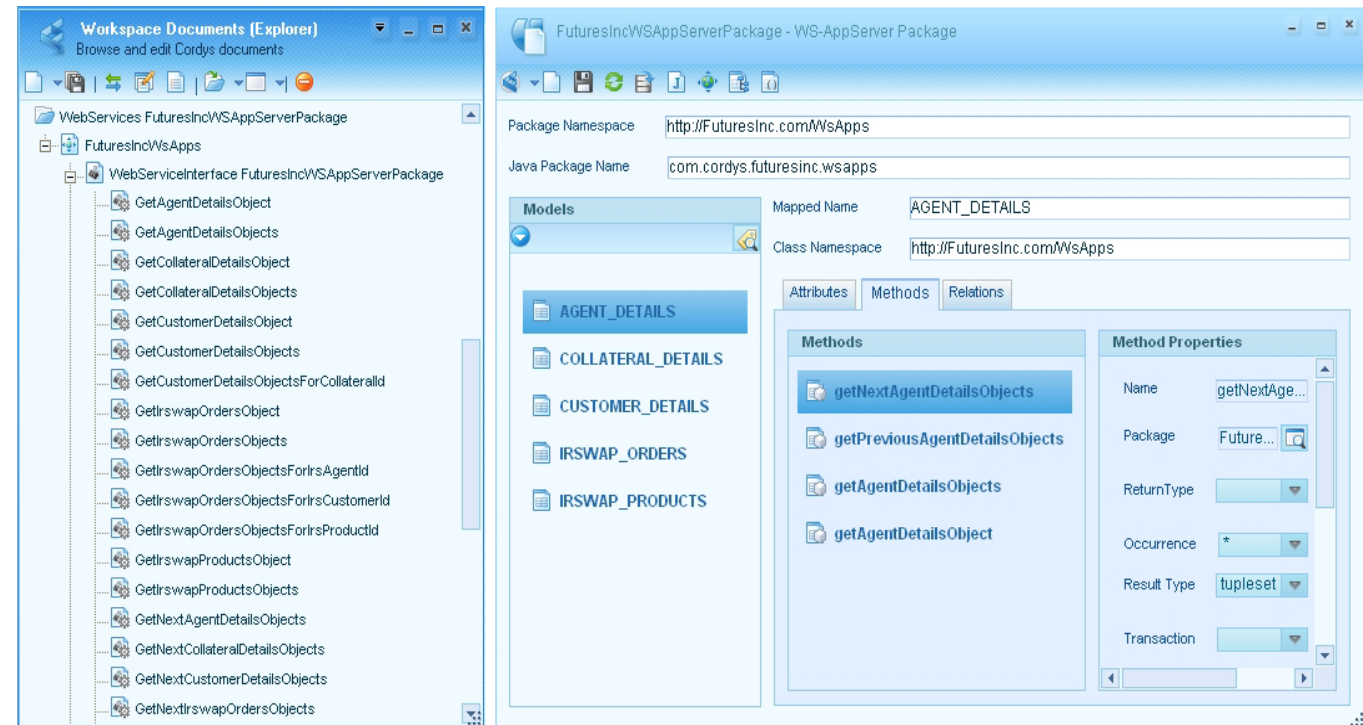 Workspace Documents (Explorer)
Browse and edit Cordys documents
WebServices FuturesIncWSAppServerPackage
FuturesIncWsApps
WebServiceInterface FuturesIncWSAppServerPackage
GetAgentDetailsObject
GetAgentDetailsObjects
GetCollateralDetailsObject
GetCollateralDetailsObjects
GetCustomerDetailsObject
GetCustomerDetailsObjects
GetCustomerDetailsObjectsForCollateralId
GetIrswapOrdersObject
GetIrswapOrdersObjects
GetIrswapOrdersObjectsForIrsAgentId
GetIrswapOrdersObjectsForIrsCustomerId
GetIrswapOrdersObjectsForIrsProductId
GetIrswapProductsObject
GetIrswapProductsObjects
GetNextAgentDetailsObjects
GetNextCollateralDetailsObjects
GetNextCustomerDetailsObjects
GetNextIrswapOrdersObjects
FuturesIncWSAppServerPackage - WS-AppServer Package
Package Namespace http://FuturesInc.com/WsApps
Java Package Name com.cordys.futuresinc.wsapps
Models
AGENT_DETAILS
COLLATERAL_DETAILS
CUSTOMER_DETAILS
IRSWAP_ORDERS
IRSWAP_PRODUCTS
Mapped Name AGENT_DETAILS
Class Namespace http://FuturesInc.com/WsApps
Attributes Methods Relations
Methods
getNextAgentDetailsObjects
getPreviousAgentDetailsObjects
getAgentDetailsObjects
getAgentDetailsObject
Method Properties
Name getNextAge...
Package Future...
ReturnType
Occurrence *
Result Type tupleset
Transaction